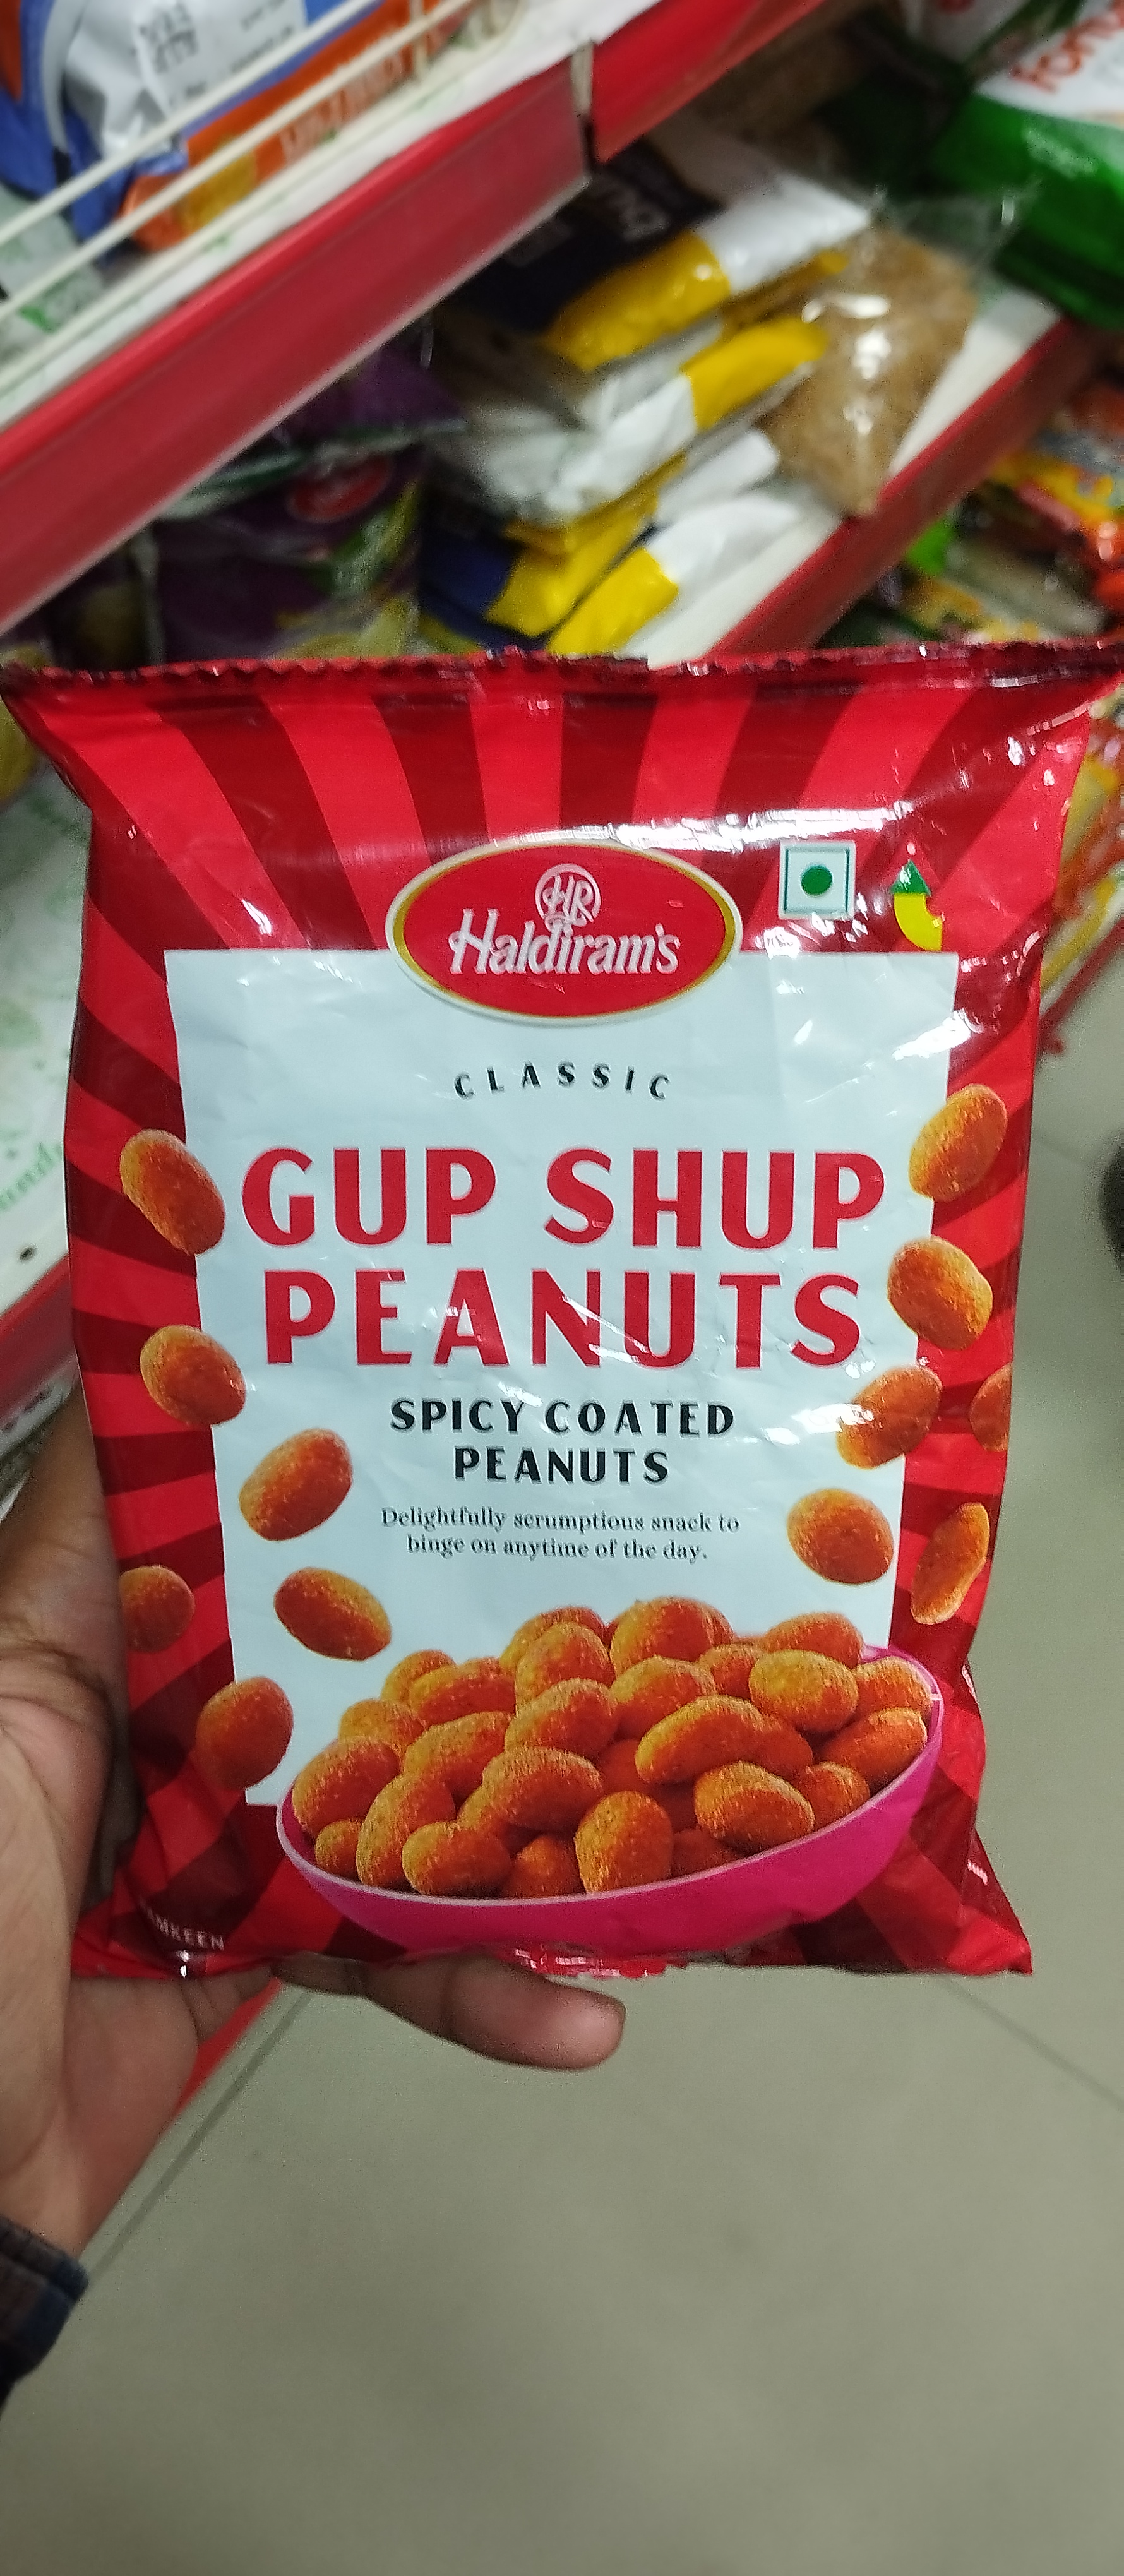 HR
Haldiram's
CLASSIC
GUP SHUP
PEANUTS
SPICY COATED
PEANUTS
Delightfully scrumptious snack to
binge on anytime of the day.